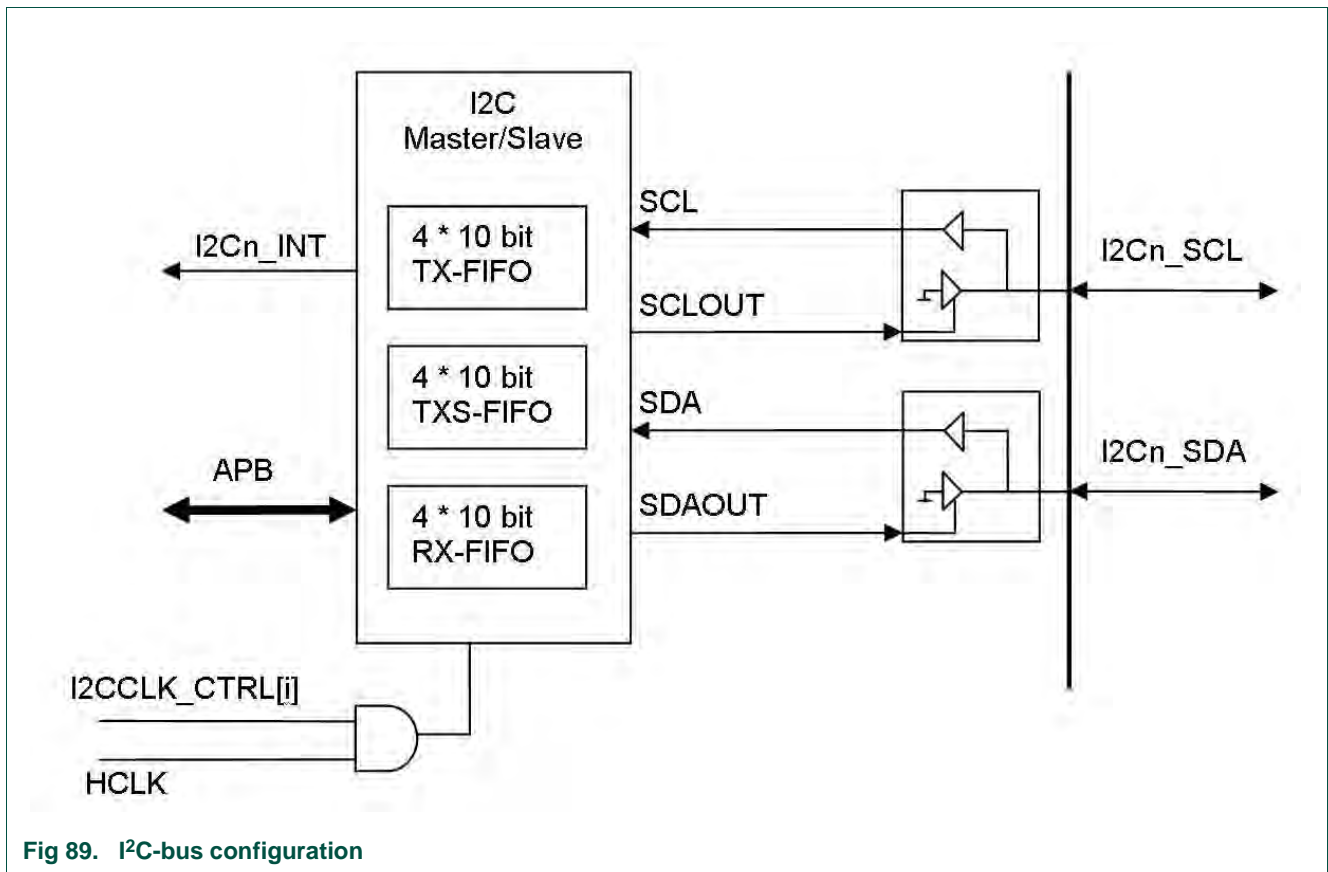 I2C
Master/Slave
4 * 10 bit
TX-FIFO
4 * 10 bit
TXS-FIFO
4 * 10 bit
RX-FIFO
I2Cn_INT
APB
SCL
SCLOUT
SDA
SDAOUT
I2Cn_SCL
I2Cn_SDA
I2CCLK_CTRL[i]
HCLK
Fig 89. I²C-bus configuration